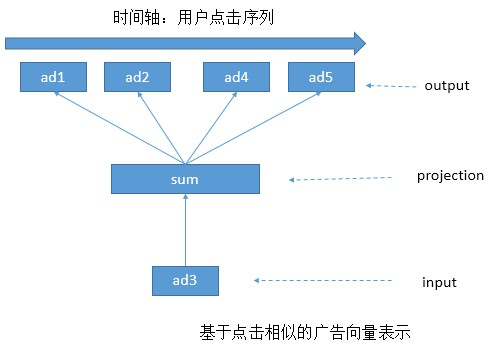 时间轴：用户点击序列
ad1 ad2 ad4 ad5
output
sum
projection
ad3
input
基于点击相似的广告向量表示